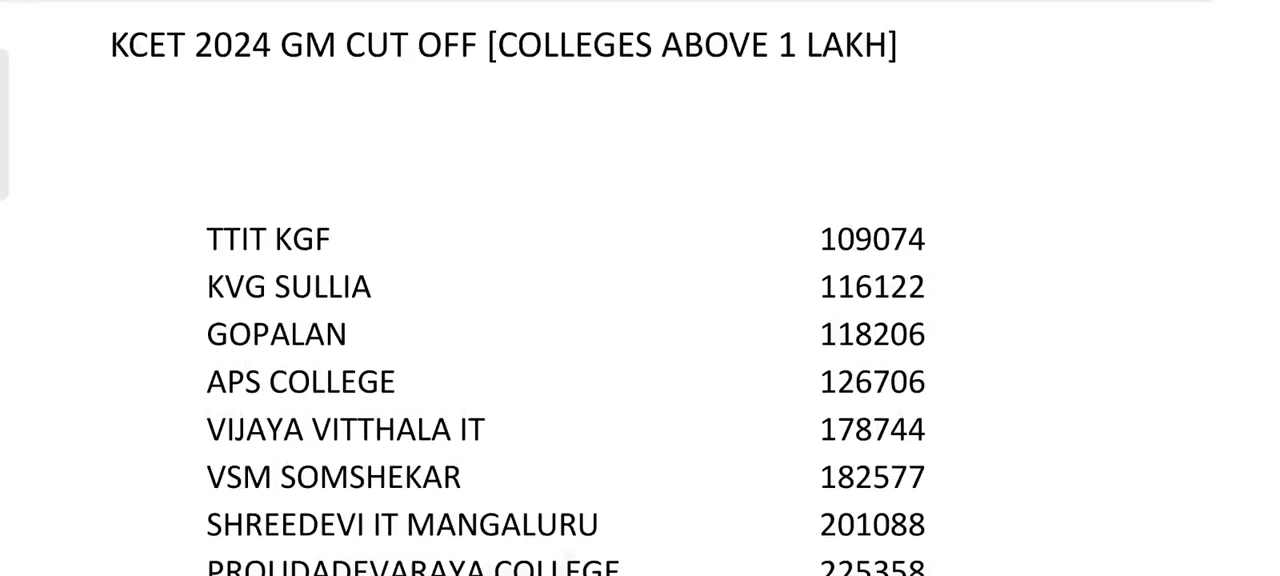 KCET 2024 GM CUT OFF [COLLEGES ABOVE 1 LAKH]
TTIT KGF 109074
KVG SULLIA 116122
GOPALAN 118206
APS COLLEGE 126706
VIJAYA VITTHALA IT 178744
VSM SOMSHEKAR 182577
SHREEDEVI IT MANGALURU 201088
PROUDADEVARAYA COLLEGE 225358